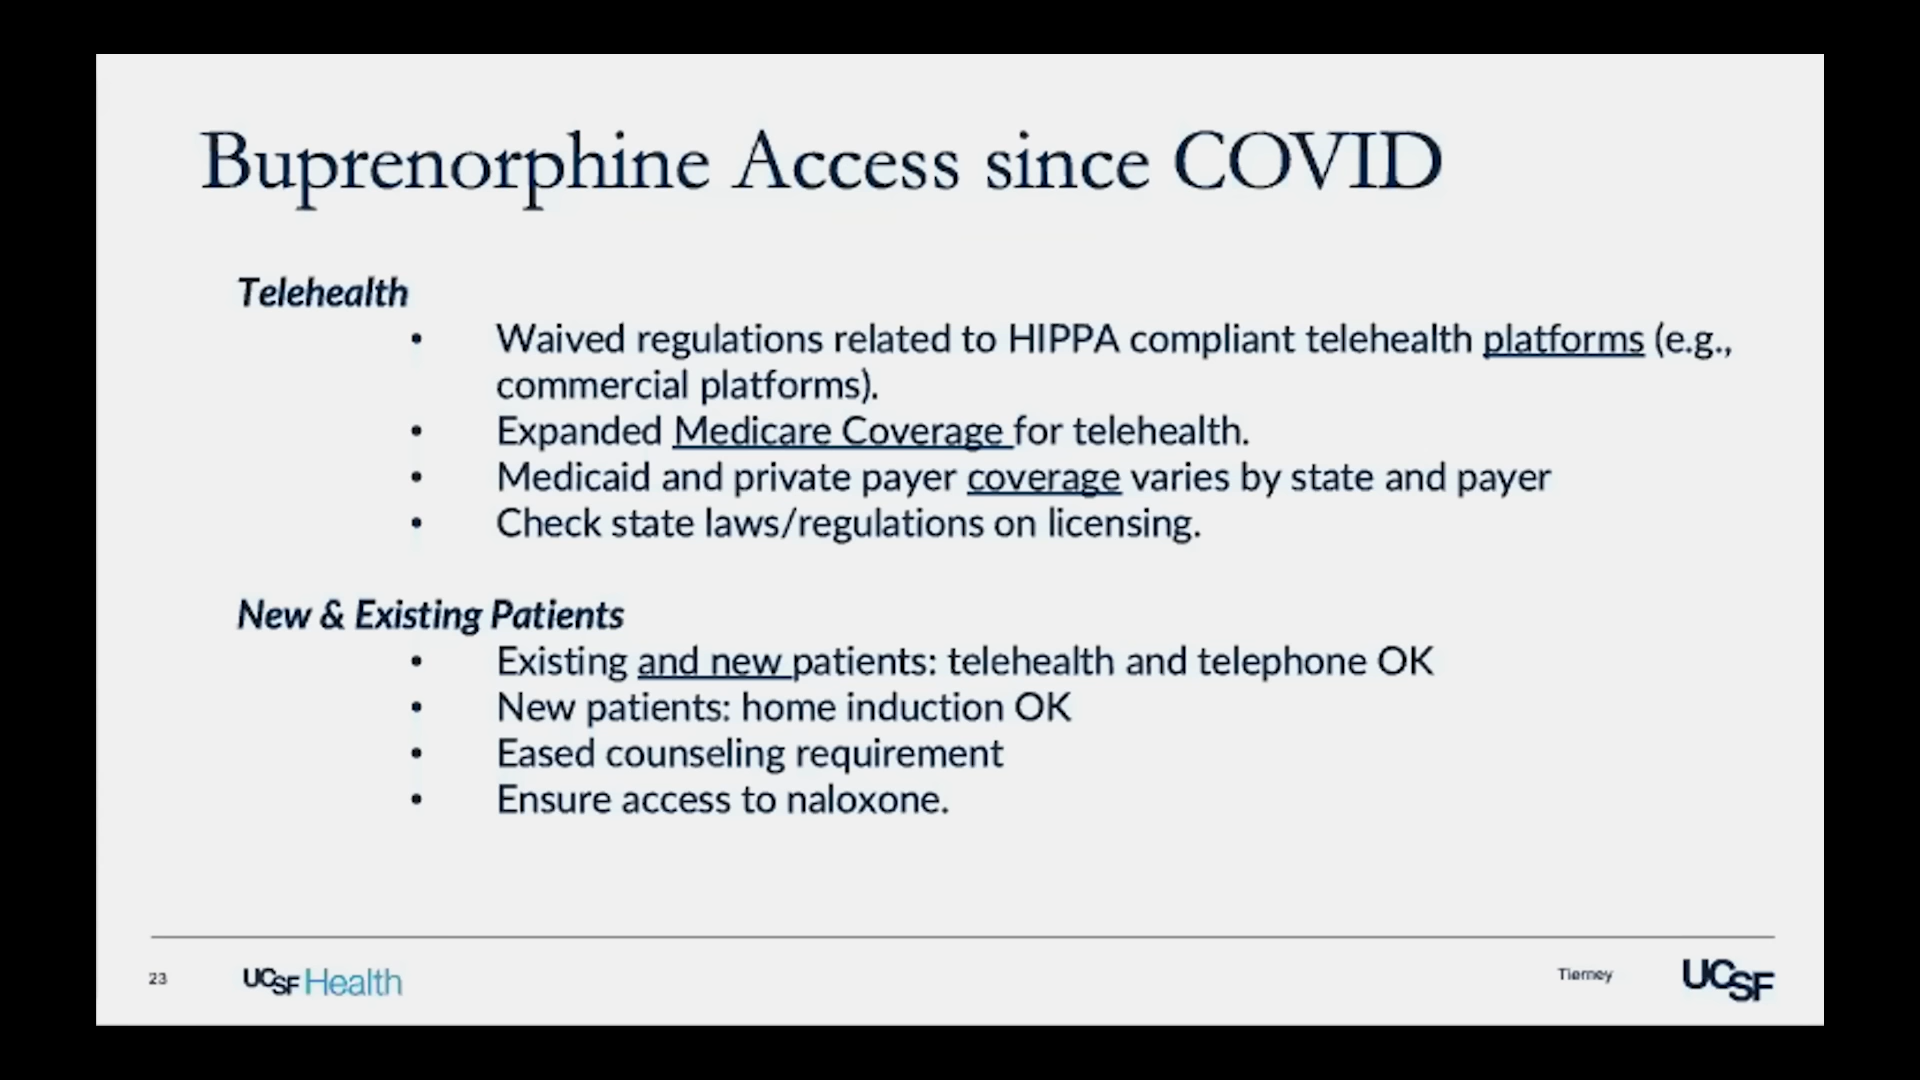 Buprenorphine Access since COVID
Telehealth
• Waived regulations related to HIPPA compliant telehealth platforms (e.g.,
commercial platforms).
• Expanded Medicare Coverage for telehealth.
• Medicaid and private payer coverage varies by state and payer
• Check state laws/regulations on licensing.
New & Existing Patients
• Existing and new patients: telehealth and telephone OK
• New patients: home induction OK
• Eased counseling requirement
• Ensure access to naloxone.
23 UCSF Health Tierney UCSF